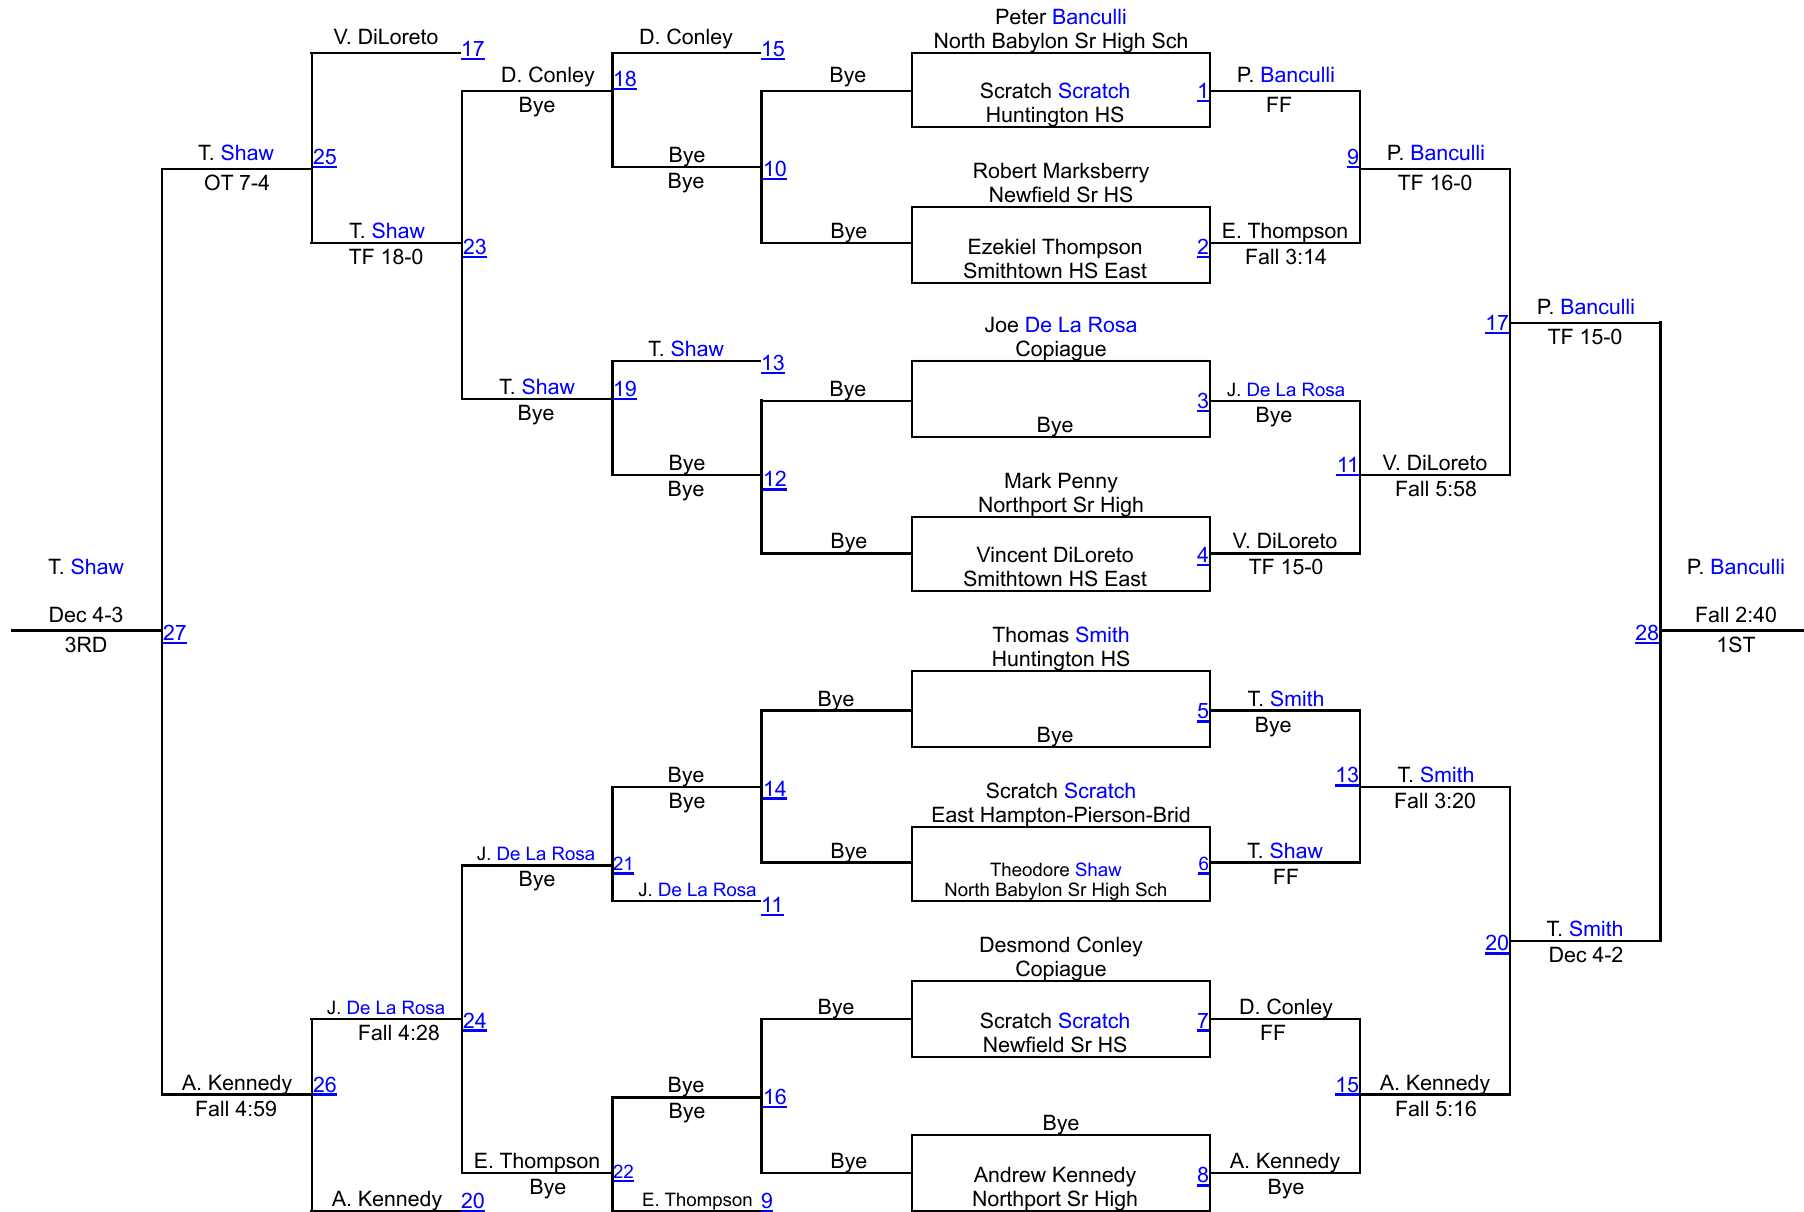 Peter Banculli
North Babylon Sr High Sch
V. DiLoreto 17
D. Conley 15
D. Conley 18
Bye
Bye
Scratch Scratch 1
Huntington HS
P. Banculli
FF
T. Shaw 25
OT 7-4
Bye
Bye
10
Robert Marksberry
Newfield Sr HS
9 P. Banculli
TF 16-0
T. Shaw 23
TF 18-0
Bye
Ezekiel Thompson 2
Smithtown HS East
E. Thompson
Fall 3:14
Joe De La Rosa
Copiague
17 P. Banculli
TF 15-0
T. Shaw 13
T. Shaw 19
Bye
Bye
3
Bye
J. De La Rosa
Bye
Bye
Bye
12
Mark Penny
Northport Sr High
11 V. DiLoreto
Fall 5:58
Bye
Vincent DiLoreto 4
Smithtown HS East
V. DiLoreto
TF 15-0
T. Shaw
Dec 4-3
3RD
27
P. Banculli
28 Fall 2:40
1ST
Thomas Smith
Huntington HS
Bye
5
Bye
T. Smith
Bye
Bye
Bye
14
Scratch Scratch
East Hampton-Pierson-Brid
13 T. Smith
Fall 3:20
J. De La Rosa 21
Bye
Bye
Theodore Shaw 6
North Babylon Sr High Sch
T. Shaw
FF
J. De La Rosa 11
Desmond Conley
Copiague
20 T. Smith
Dec 4-2
J. De La Rosa 24
Fall 4:28
Bye
Scratch Scratch 7
Newfield Sr HS
D. Conley
FF
A. Kennedy 26
Fall 4:59
Bye
Bye
16
15 A. Kennedy
Fall 5:16
Bye
E. Thompson 22
Bye
Bye
Andrew Kennedy 8
Northport Sr High
A. Kennedy
Bye
A. Kennedy 20
E. Thompson 9